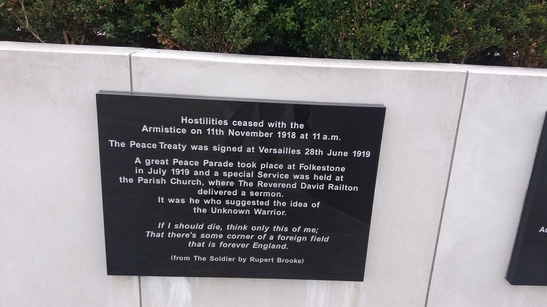 Hostilities ceased with the
Armistice on 11th November 1918 at 11 a.m.
The Peace Treaty was signed at Versailles 28th June 1919
A great Peace Parade took place at Folkestone
in July 1919 and a special Service was held at
the Parish Church, where The Reverend David Railton
delivered a sermon.
It was he who suggested the idea of
the Unknown Warrior.
If I should die, think only this of me;
That there's some corner of a foreign field
that is forever England.
(from The Soldier by Rupert Brooke)